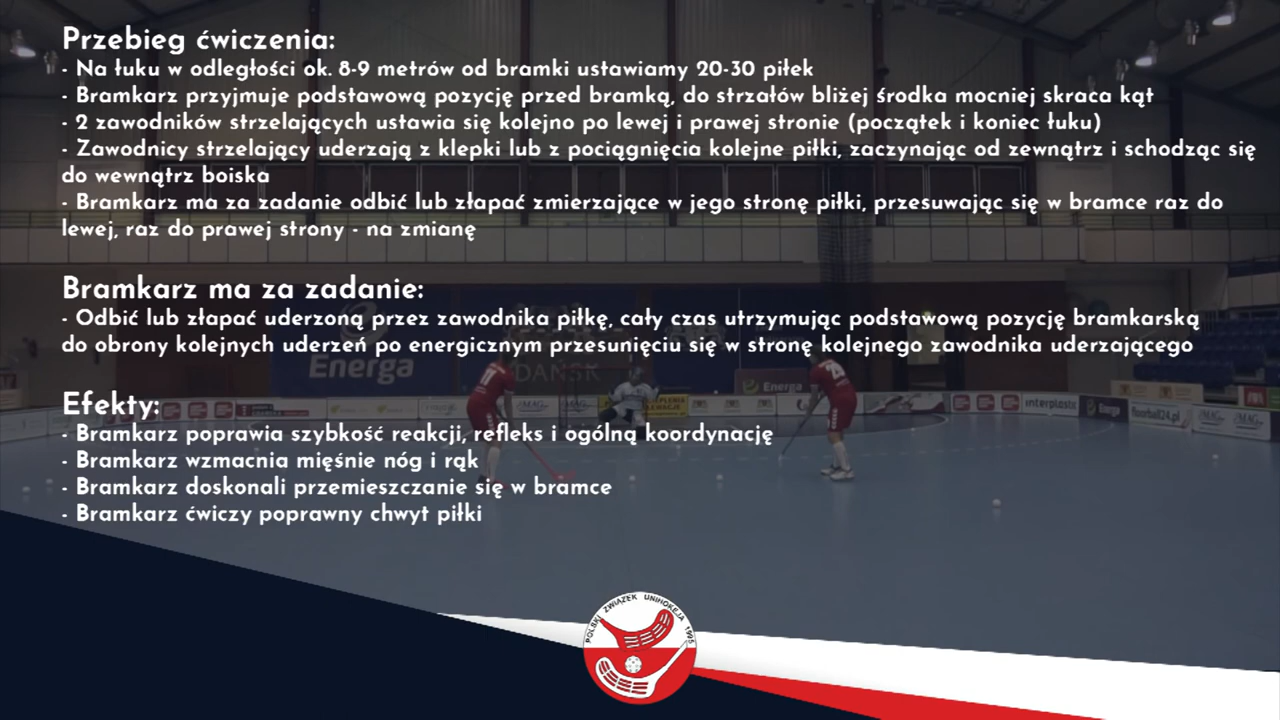 Przebieg ćwiczenia:
- Na łuku w odległości ok. 8-9 metrów od bramki ustawiamy 20-30 piłek
- Bramkarz przyjmuje podstawową pozycję przed bramką, do strzałów bliżej środka mocniej skraca kąt
- 2 zawodników strzelających ustawia się kolejno po lewej i prawej stronie (początek i koniec łuku)
- Zawodnicy strzelający uderzają z klepki lub z pociągnięcia kolejne piłki, zaczynając od zewnątrz i schodząc się
do wewnątrz boiska
- Bramkarz ma za zadanie odbić lub złapać zmierzające w jego stronę piłki, przesuwając się w bramce raz do
lewej, raz do prawej strony - na zmianę
Bramkarz ma za zadanie:
- Odbić lub złapać uderzoną przez zawodnika piłkę, cały czas utrzymując podstawową pozycję bramkarską
do obrony kolejnych uderzeń po energicznym przesunięciu się w stronę kolejnego zawodnika uderzającego
Energa
GDAŃSK
Energa
Efekty:
interplastic
Energa
floorball24.pl
- Bramkarz poprawia szybkość reakcji, refleks i ogólną koordynację
- Bramkarz wzmacnia mięśnie nóg i rąk
- Bramkarz doskonali przemieszczanie się w bramce
- Bramkarz ćwiczy poprawny chwyt piłki
POLSKI ZWIĄZEK UNIHOKEJA 1995